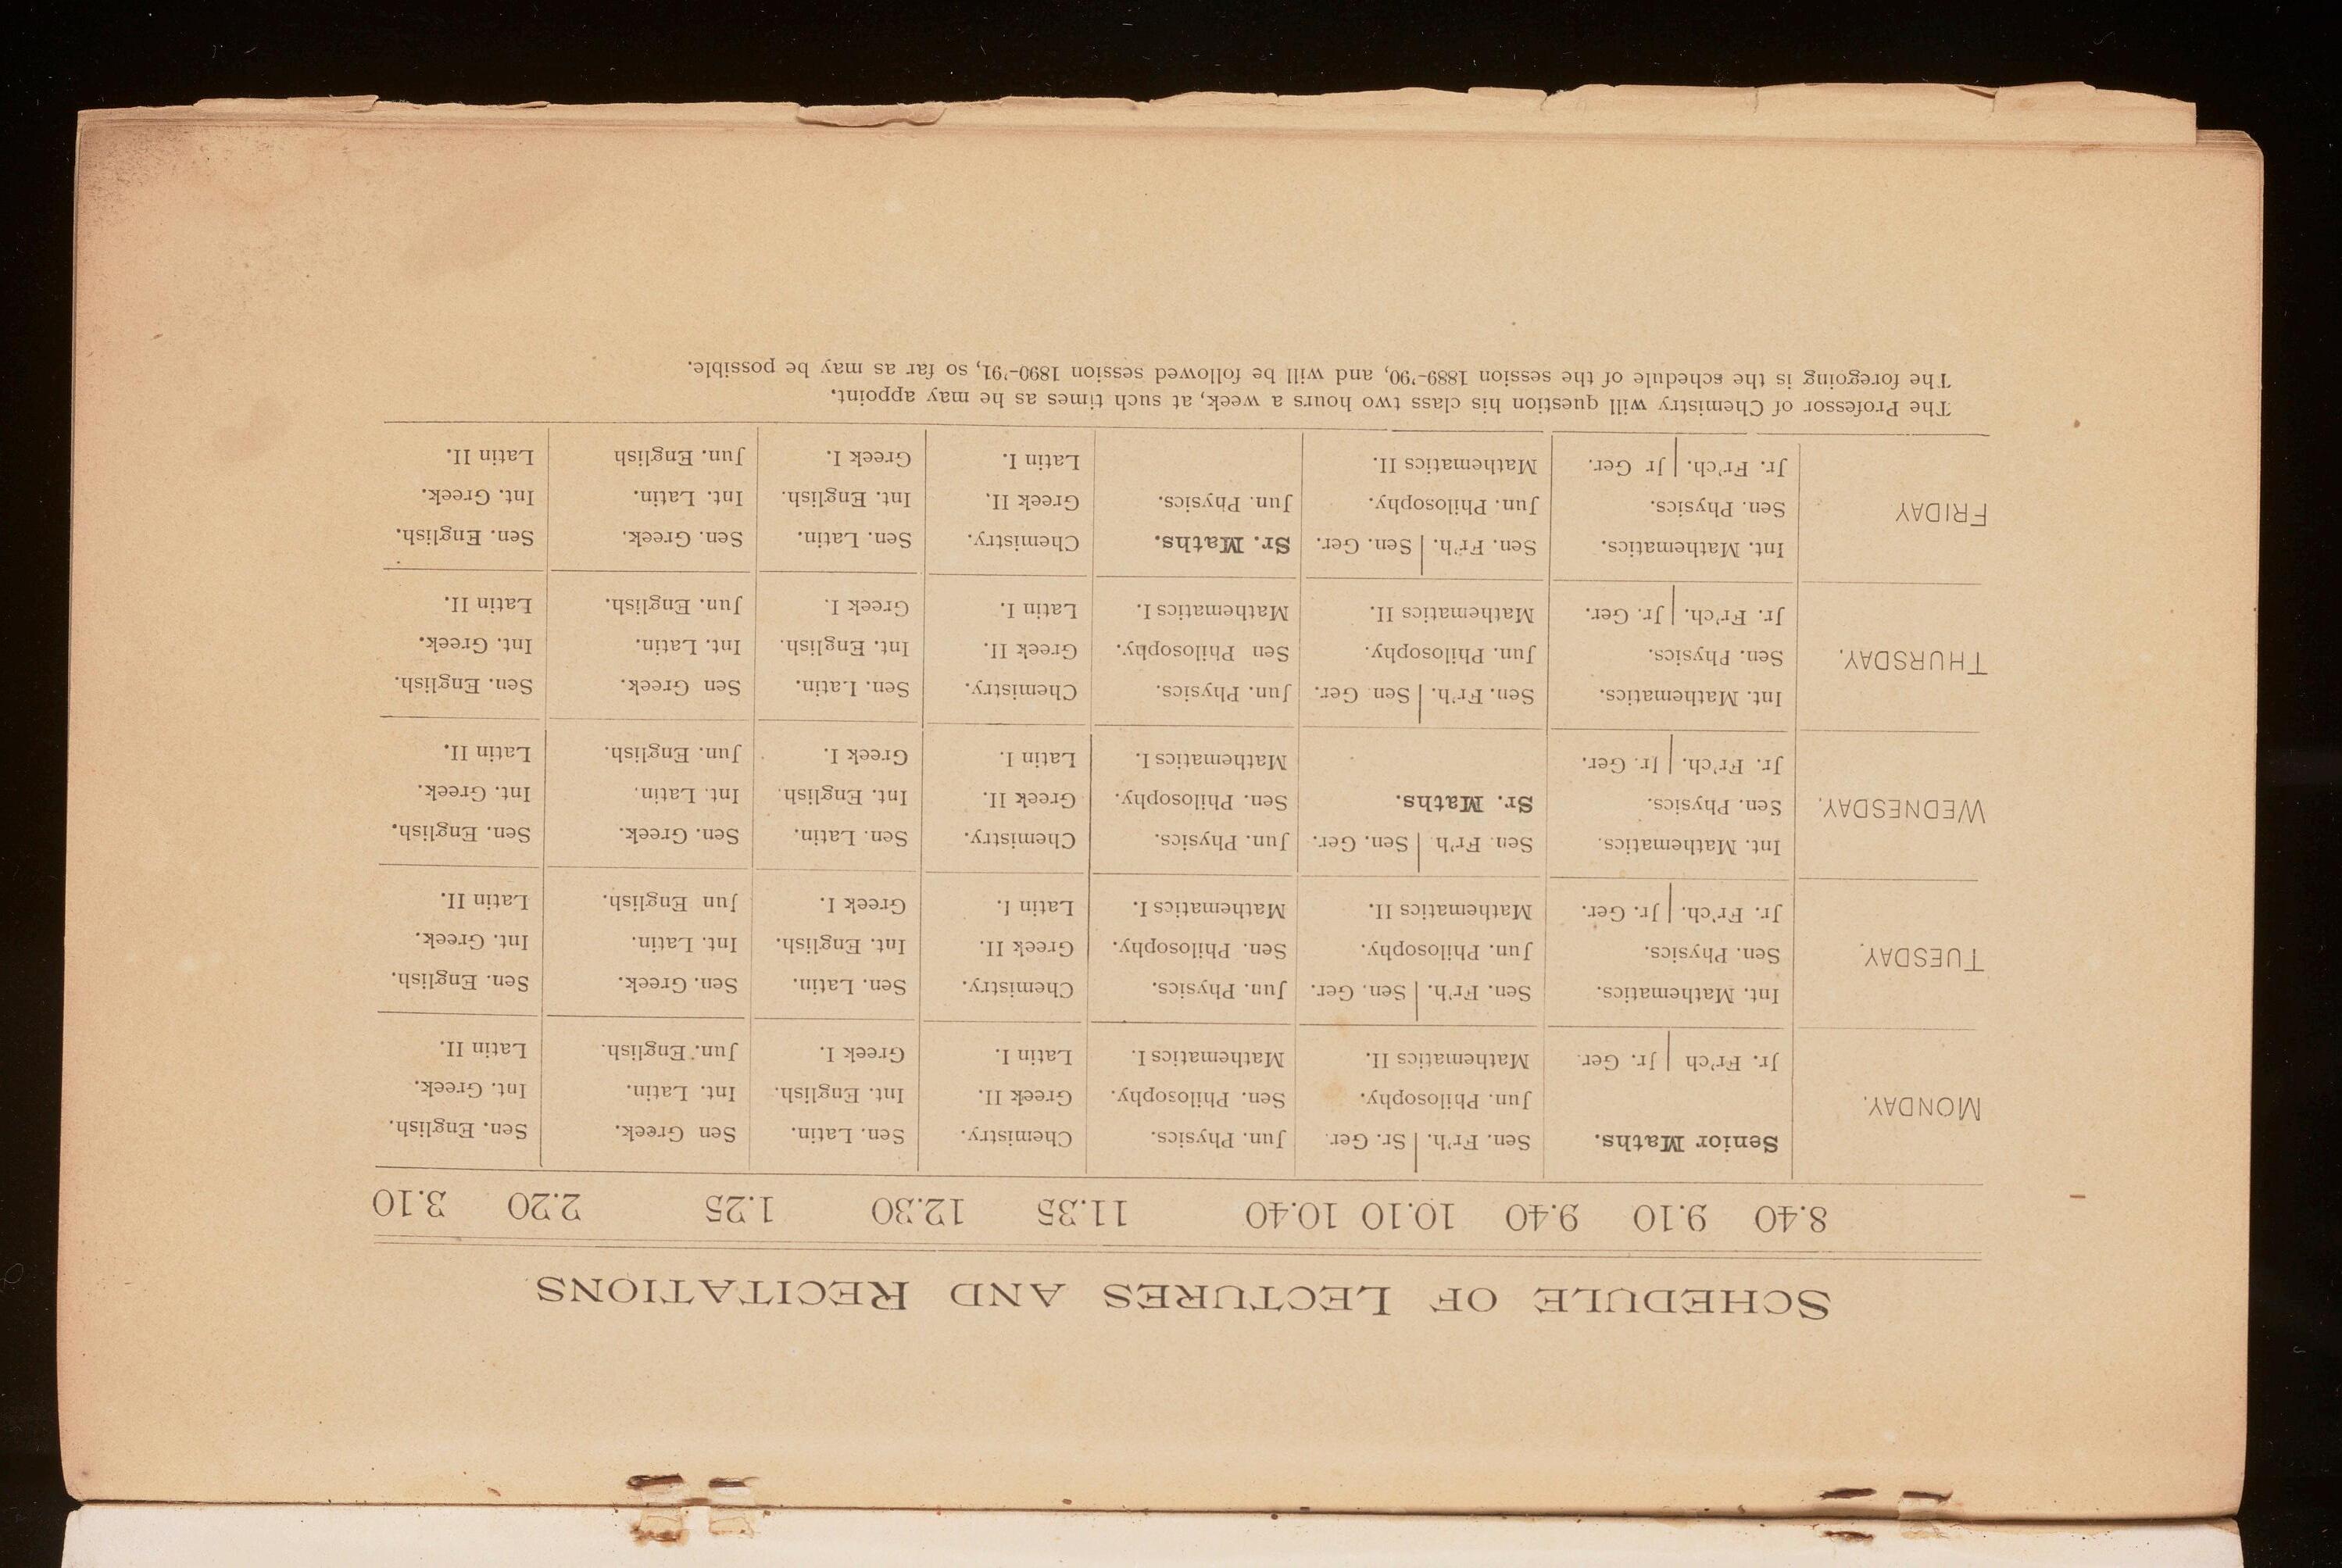 SCHEDULE OF LECTURES AND RECITATIONS
8.40 9.10 9.40 10.10 10.40 11.35 12.30 1.25 2.20 3.10
MONDAY. Senior Maths. Sen. Fr'h. | Sr. Ger. Jun. Physics. Chemistry. Sen. Latin. Sen Greek. Sen. English.
Jun. Philosophy. Sen. Philosophy. Greek II. Int. English. Int. Latin. Int. Greek.
Jr. Fr'ch | Jr. Ger. Mathematics II. Mathematics I. Latin I. Greek I. Jun. English. Latin II.
TUESDAY. Int. Mathematics. Sen. Fr'h. | Sen. Ger. Jun. Physics. Chemistry. Sen. Latin. Sen. Greek. Sen. English.
Sen. Physics. Jun. Philosophy. Sen. Philosophy. Greek II. Int. English. Int. Latin. Int. Greek.
Jr. Fr'ch. | Jr. Ger. Mathematics II. Mathematics I. Latin I. Greek I. Jun English. Latin II.
WEDNESDAY. Int. Mathematics. Sen. Fr'h. | Sen. Ger. Jun. Physics. Chemistry. Sen. Latin. Sen. Greek. Sen. English.
Sen. Physics. Sr. Maths. Sen. Philosophy. Greek II. Int. English. Int. Latin. Int. Greek.
Jr. Fr'ch. | Jr. Ger. Mathematics I. Latin I. Greek I. Jun. English. Latin II.
THURSDAY. Int. Mathematics. Sen. Fr'h. | Sen. Ger. Jun. Physics. Chemistry. Sen. Latin. Sen Greek. Sen. English.
Sen. Physics. Jun. Philosophy. Sen Philosophy. Greek II. Int. English. Int. Latin. Int. Greek.
Jr. Fr'ch. | Jr. Ger. Mathematics II. Mathematics I. Latin I. Greek I. Jun. English. Latin II.
FRIDAY Int. Mathematics. Sen. Fr'h. | Sen. Ger. Sr. Maths. Chemistry. Sen. Latin. Sen. Greek. Sen. English.
Sen. Physics. Jun. Philosophy. Jun. Physics. Greek II. Int. English. Int. Latin. Int. Greek.
Jr. Fr'ch. | Jr Ger. Mathematics II. Latin I. Greek I. Jun. English Latin II.
The Professor of Chemistry will question his class two hours a week, at such times as he may appoint.
The foregoing is the schedule of the session 1889-'90, and will be followed session 1890-'91, so far as may be possible.